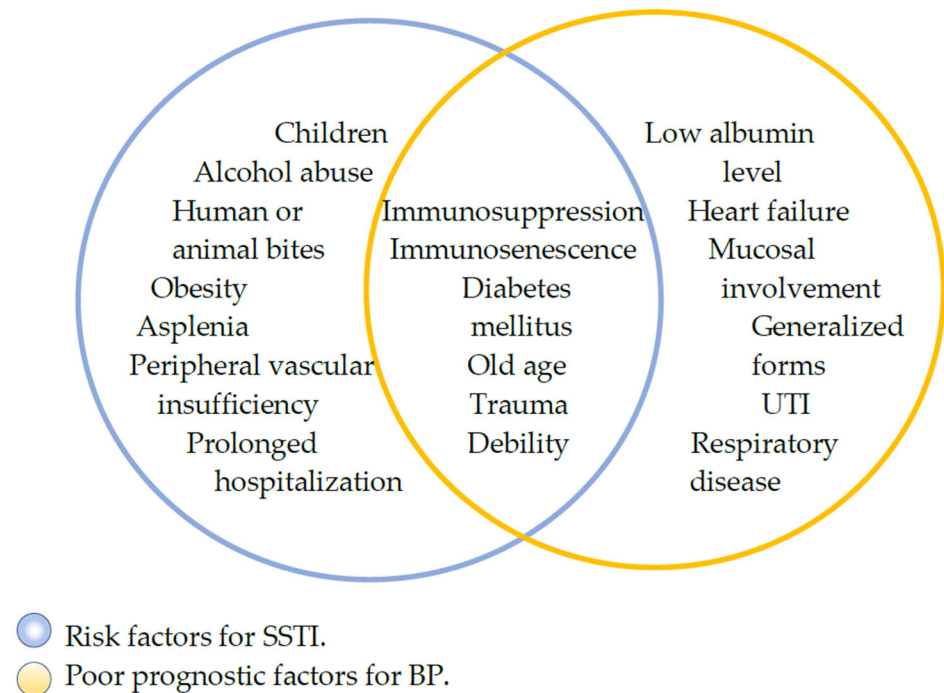 Children
Alcohol abuse
Human or
animal bites
Obesity
Asplenia
Peripheral vascular
insufficiency
Prolonged
hospitalization
Immunosuppression
Immunosenescence
Diabetes
mellitus
Old age
Trauma
Debility
Low albumin
level
Heart failure
Mucosal
involvement
Generalized
forms
UTI
Respiratory
disease
Risk factors for SSTI.
Poor prognostic factors for BP.